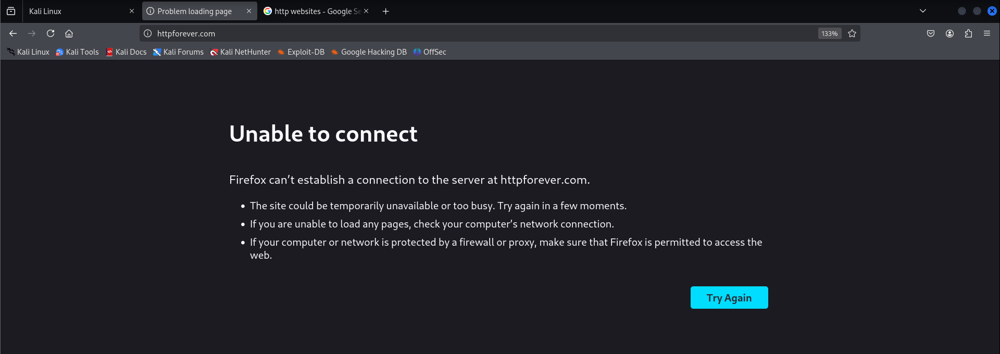 Kali Linux
Problem loading page
http websites - Google Se
httpforever.com
133%
Kali Linux
Kali Tools
Kali Docs
Kali Forums
Kali NetHunter
Exploit-DB
Google Hacking DB
OffSec
Unable to connect
Firefox can’t establish a connection to the server at httpforever.com.
• The site could be temporarily unavailable or too busy. Try again in a few moments.
• If you are unable to load any pages, check your computer’s network connection.
• If your computer or network is protected by a firewall or proxy, make sure that Firefox is permitted to access the
web.
Try Again